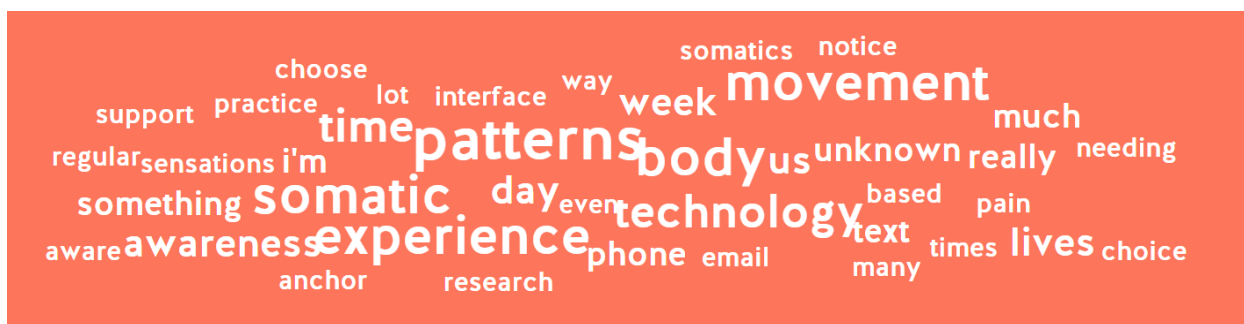 somatics notice
choose way movement
support practice lot interface week much
time patterns
regular sensations i'm body us unknown really needing
something somatic day even technology based pain
aware awareness experience phone email text times lives choice
many
anchor research